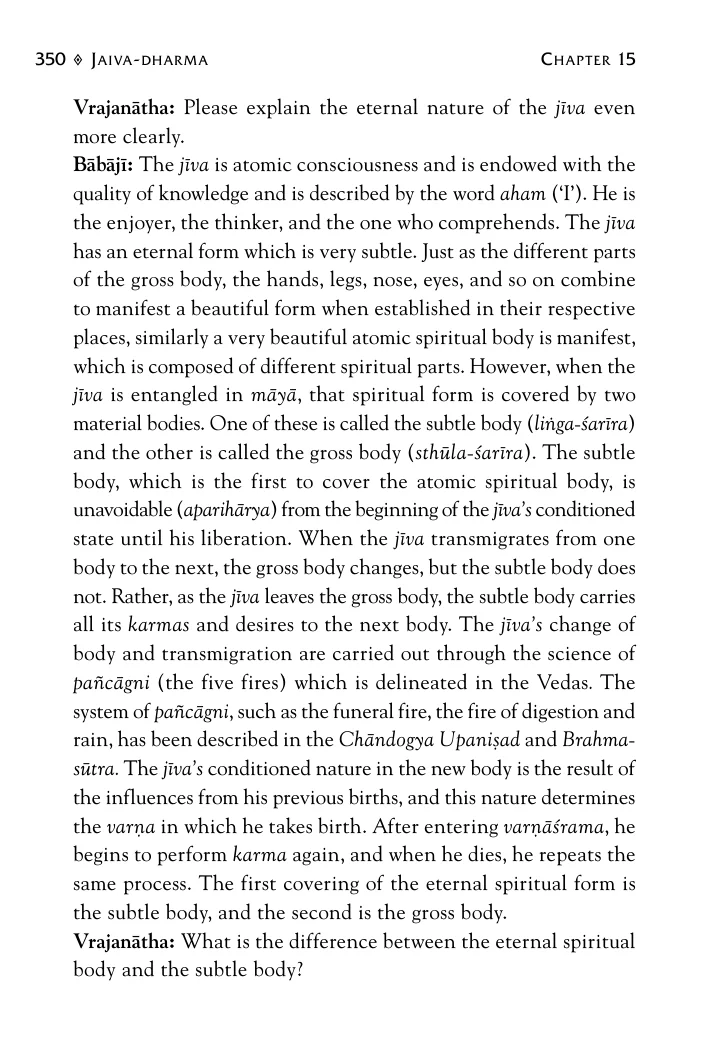 350 ◊ JAIVA-DHARMA CHAPTER 15
Vrajanātha: Please explain the eternal nature of the jīva even
more clearly.
Bābājī: The jīva is atomic consciousness and is endowed with the
quality of knowledge and is described by the word aham (‘I’). He is
the enjoyer, the thinker, and the one who comprehends. The jīva
has an eternal form which is very subtle. Just as the different parts
of the gross body, the hands, legs, nose, eyes, and so on combine
to manifest a beautiful form when established in their respective
places, similarly a very beautiful atomic spiritual body is manifest,
which is composed of different spiritual parts. However, when the
jīva is entangled in māyā, that spiritual form is covered by two
material bodies. One of these is called the subtle body (liṅga-śarīra)
and the other is called the gross body (sthūla-śarīra). The subtle
body, which is the first to cover the atomic spiritual body, is
unavoidable (aparihārya) from the beginning of the jīva’s conditioned
state until his liberation. When the jīva transmigrates from one
body to the next, the gross body changes, but the subtle body does
not. Rather, as the jīva leaves the gross body, the subtle body carries
all its karmas and desires to the next body. The jīva’s change of
body and transmigration are carried out through the science of
pañcāgni (the five fires) which is delineated in the Vedas. The
system of pañcāgni, such as the funeral fire, the fire of digestion and
rain, has been described in the Chāndogya Upaniṣad and Brahma-
sūtra. The jīva’s conditioned nature in the new body is the result of
the influences from his previous births, and this nature determines
the varṇa in which he takes birth. After entering varṇāśrama, he
begins to perform karma again, and when he dies, he repeats the
same process. The first covering of the eternal spiritual form is
the subtle body, and the second is the gross body.
Vrajanātha: What is the difference between the eternal spiritual
body and the subtle body?